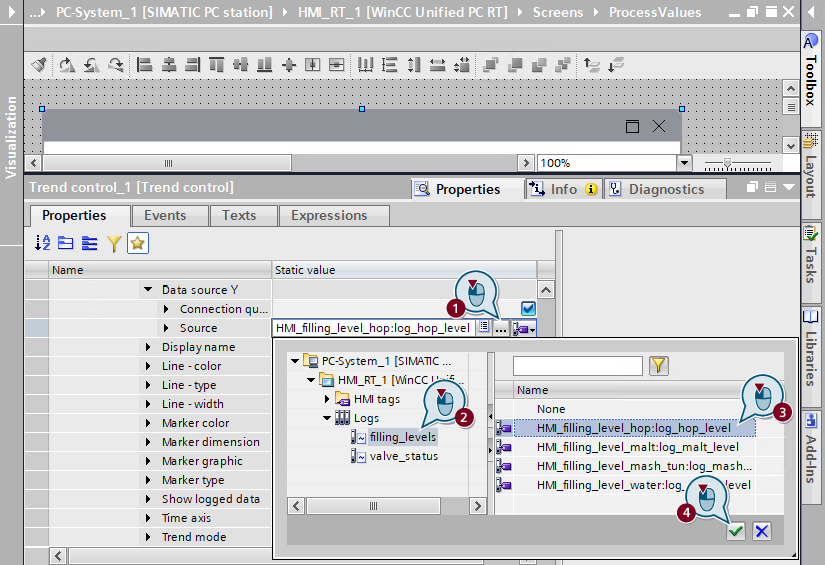 ... ▸ PC-System_1 [SIMATIC PC station] ▸ HMI_RT_1 [WinCC Unified PC RT] ▸ Screens ▸ ProcessValues
Visualization
100%
Trend control_1 [Trend control]
Properties
Info
Diagnostics
Properties
Events
Texts
Expressions
Name
Static value
Data source Y
Connection qu...
Source
HMI_filling_level_hop:log_hop_level
...
1
Display name
Line - color
Line - type
Line - width
Marker color
Marker dimension
Marker graphic
Marker type
Show logged data
Time axis
Trend mode
PC-System_1 [SIMATIC ...
HMI_RT_1 [WinCC Unifi...
HMI tags
Logs
filling_levels
valve_status
2
Name
None
HMI_filling_level_hop:log_hop_level
HMI_filling_level_malt:log_malt_level
HMI_filling_level_mash_tun:log_mash...
HMI_filling_level_water:log_ _level
3
4
Toolbox
Layout
Tasks
Libraries
Add-Ins